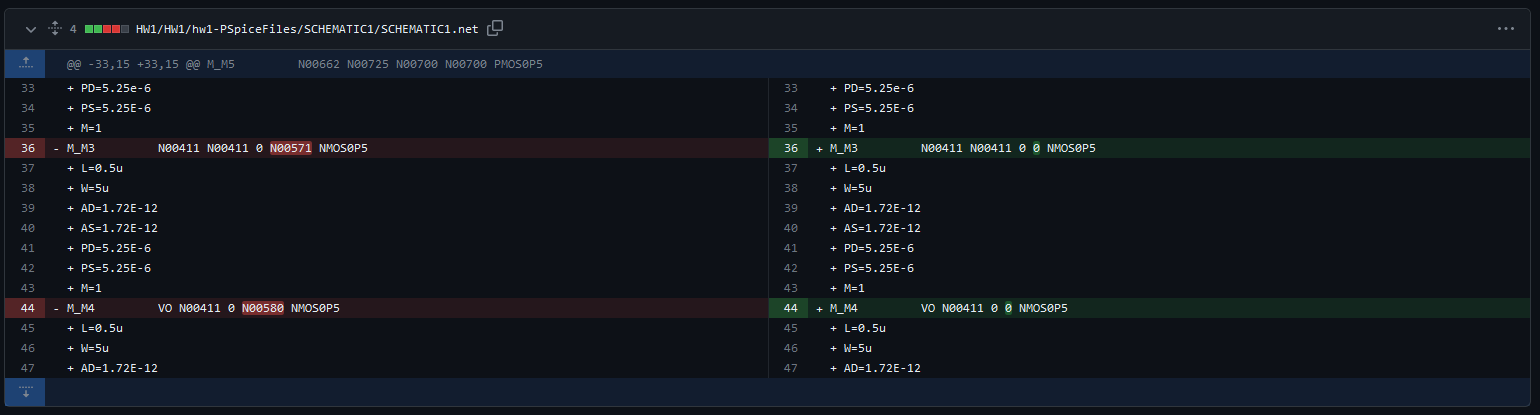 4 HW1/HW1/hw1-PSpiceFiles/SCHEMATIC1/SCHEMATIC1.net
@@ -33,15 +33,15 @@ M_M5 N00662 N00725 N00700 N00700 PMOS0P5
33 + PD=5.25e-6 33 + PD=5.25e-6
34 + PS=5.25E-6 34 + PS=5.25E-6
35 + M=1 35 + M=1
36 - M_M3 N00411 N00411 0 N00571 NMOS0P5 36 + M_M3 N00411 N00411 0 0 NMOS0P5
37 + L=0.5u 37 + L=0.5u
38 + W=5u 38 + W=5u
39 + AD=1.72E-12 39 + AD=1.72E-12
40 + AS=1.72E-12 40 + AS=1.72E-12
41 + PD=5.25E-6 41 + PD=5.25E-6
42 + PS=5.25E-6 42 + PS=5.25E-6
43 + M=1 43 + M=1
44 - M_M4 VO N00411 0 N00580 NMOS0P5 44 + M_M4 VO N00411 0 0 NMOS0P5
45 + L=0.5u 45 + L=0.5u
46 + W=5u 46 + W=5u
47 + AD=1.72E-12 47 + AD=1.72E-12